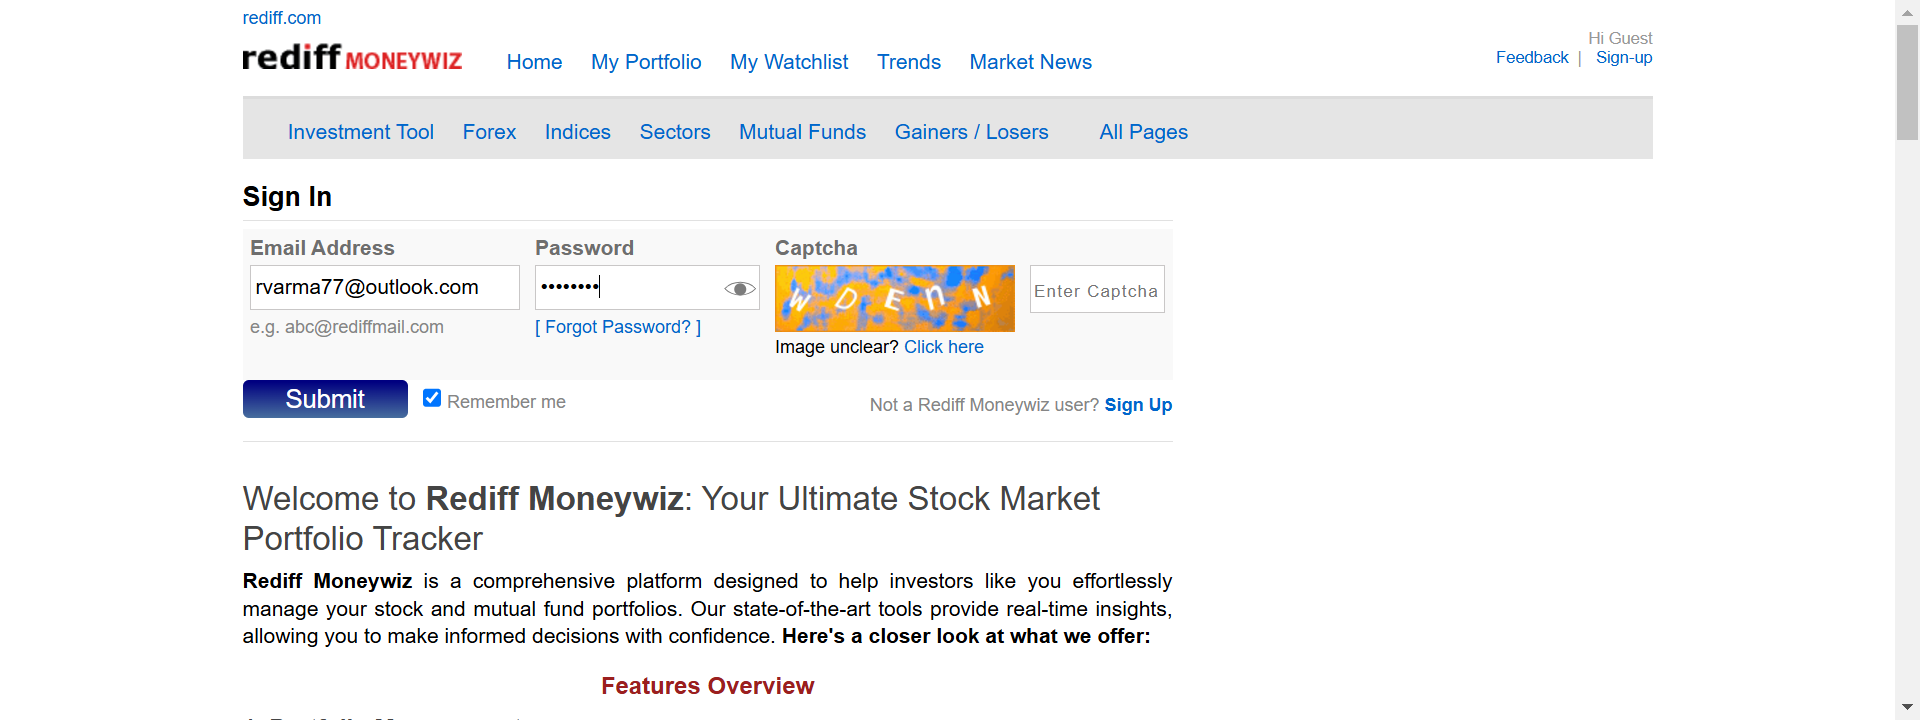 rediff.com
rediff MONEYWIZ Home My Portfolio My Watchlist Trends Market News
Hi Guest
Feedback | Sign-up
Investment Tool Forex Indices Sectors Mutual Funds Gainers / Losers All Pages
Sign In
Email Address Password Captcha
rvarma77@outlook.com •••••••• W D E n N Enter Captcha
e.g. abc@rediffmail.com [ Forgot Password? ]
Image unclear? Click here
Submit Remember me Not a Rediff Moneywiz user? Sign Up
Welcome to Rediff Moneywiz: Your Ultimate Stock Market
Portfolio Tracker
Rediff Moneywiz is a comprehensive platform designed to help investors like you effortlessly
manage your stock and mutual fund portfolios. Our state-of-the-art tools provide real-time insights,
allowing you to make informed decisions with confidence. Here's a closer look at what we offer:
Features Overview